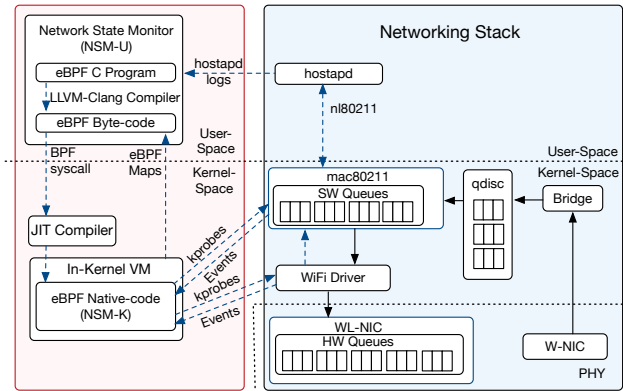 Network State Monitor
(NSM-U)
eBPF C Program
LLVM-Clang Compiler
eBPF Byte-code
hostapd
logs
Networking Stack
hostapd
nl80211
User-
Space
Kernel-
Space
User-Space
Kernel-Space
BPF
syscall
eBPF
Maps
JIT Compiler
In-Kernel VM
eBPF Native-code
(NSM-K)
kprobes
Events
kprobes
Events
mac80211
SW Queues
qdisc
Bridge
WiFi Driver
WL-NIC
HW Queues
W-NIC
PHY